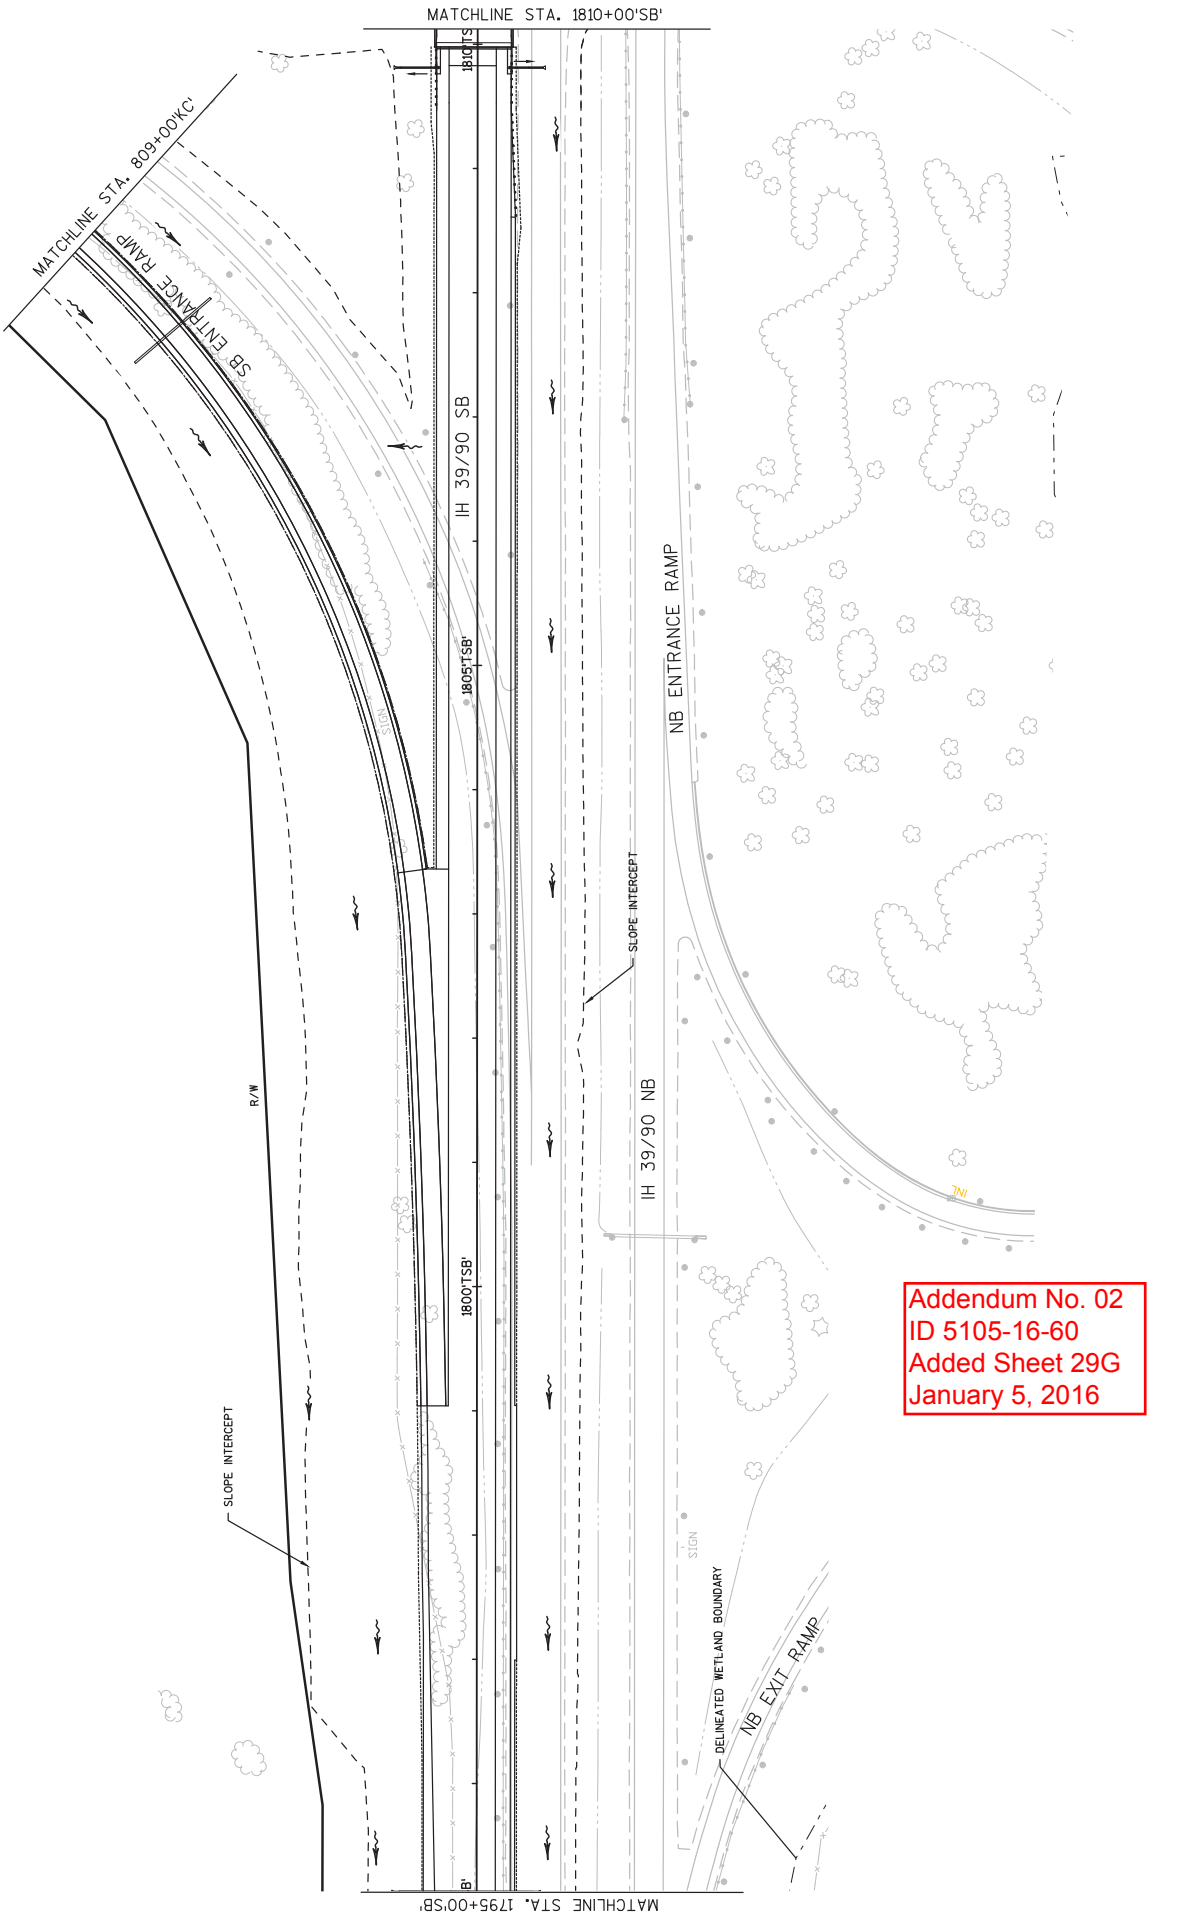 MATCHLINE STA. 1810+00'SB'
1810'TS
MATCHLINE STA. 809+00'KC'
SB ENTRANCE RAMP
IH 39/90 SB
NB ENTRANCE RAMP
1805'TSB'
SIGN
SLOPE INTERCEPT
R/W
IH 39/90 NB
INL
1800'TSB'
Addendum No. 02
ID 5105-16-60
Added Sheet 29G
January 5, 2016
SLOPE INTERCEPT
SIGN
DELINEATED WETLAND BOUNDARY
NB EXIT RAMP
B'
MATCHLINE STA. 1795+00'SB'